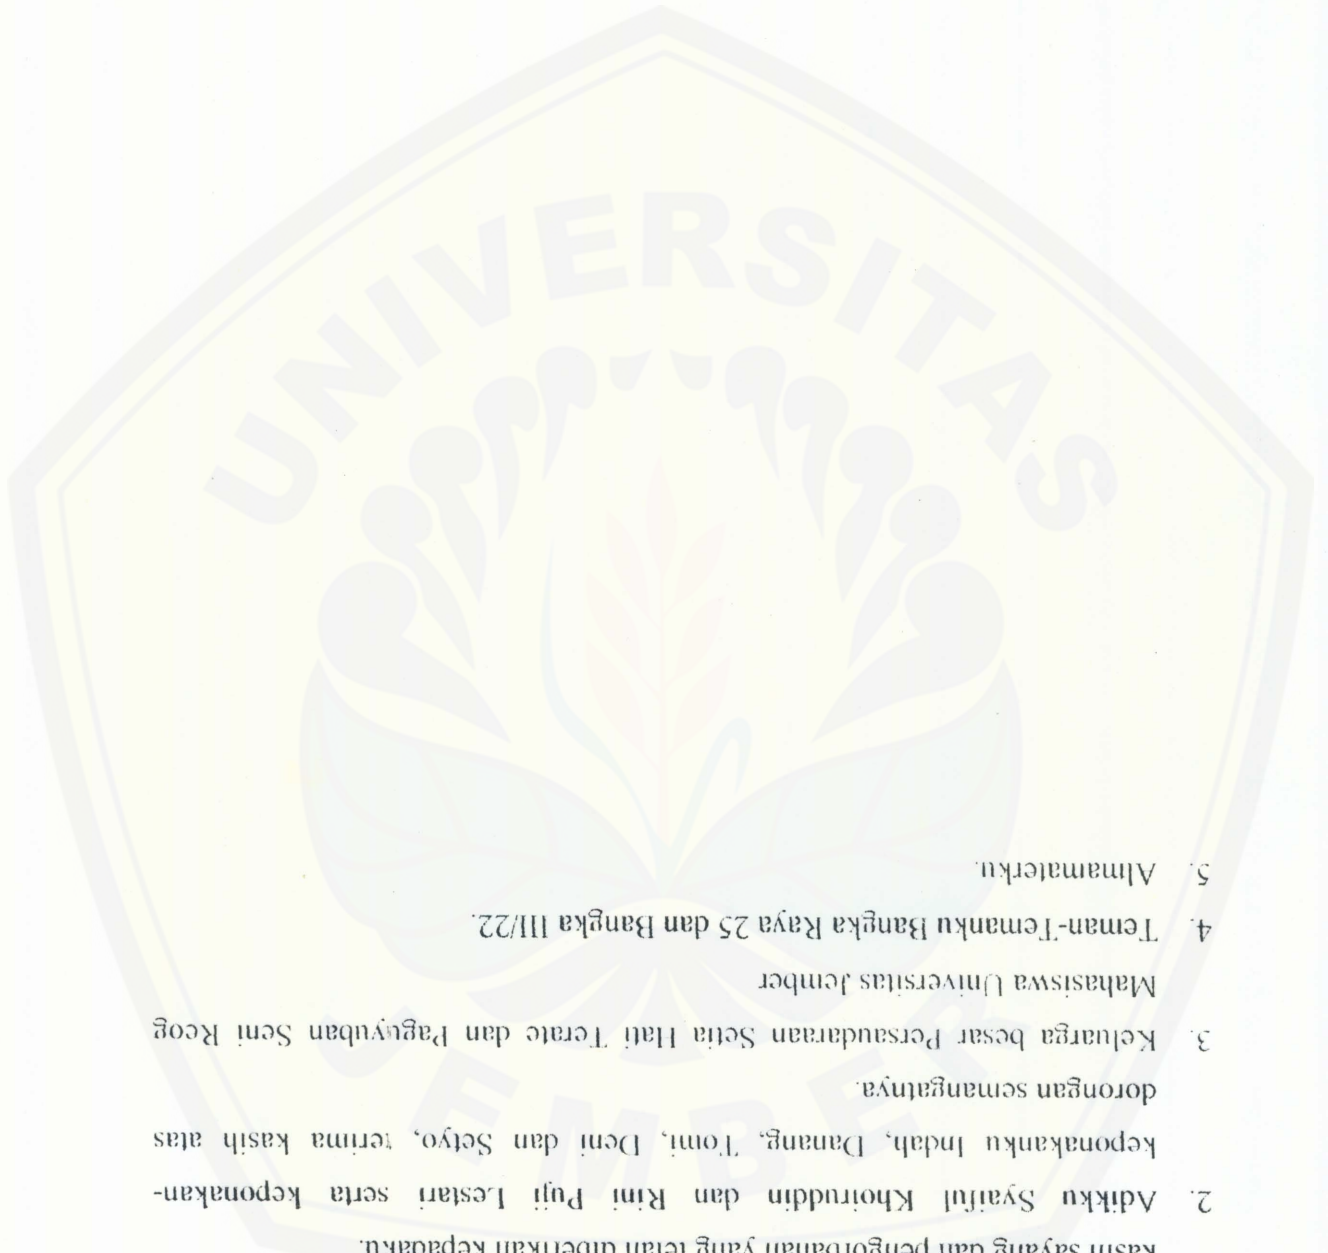 kasih sayang dan pengorbanan yang telah diberikan kepadaku.
2. Adikku Syaiful Khoiruddin dan Rini Puji Lestari serta keponakan-
keponakanku Indah, Danang, Tomi, Deni dan Setyo, terima kasih atas
dorongan semangatnya.
3. Keluarga besar Persaudaraan Setia Hati Terate dan Paguyuban Seni Reog
Mahasiswa Universitas Jember
4. Teman-Temanku Bangka Raya 25 dan Bangka III/22.
5. Almamaterku.
UNIVERSITAS
JEMBER